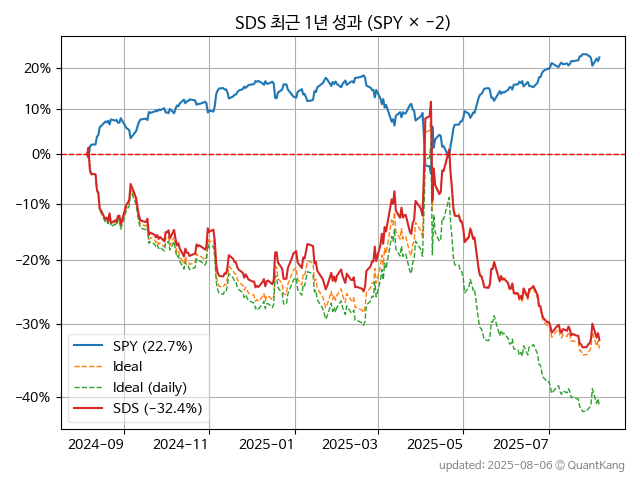 SDS 최근 1년 성과 (SPY × −2)
20%
10%
0%
−10%
−20%
−30%
−40%
SPY (22.7%)
Ideal
Ideal (daily)
SDS (−32.4%)
2024-09
2024-11
2025-01
2025-03
2025-05
2025-07
updated: 2025-08-06 © QuantKang